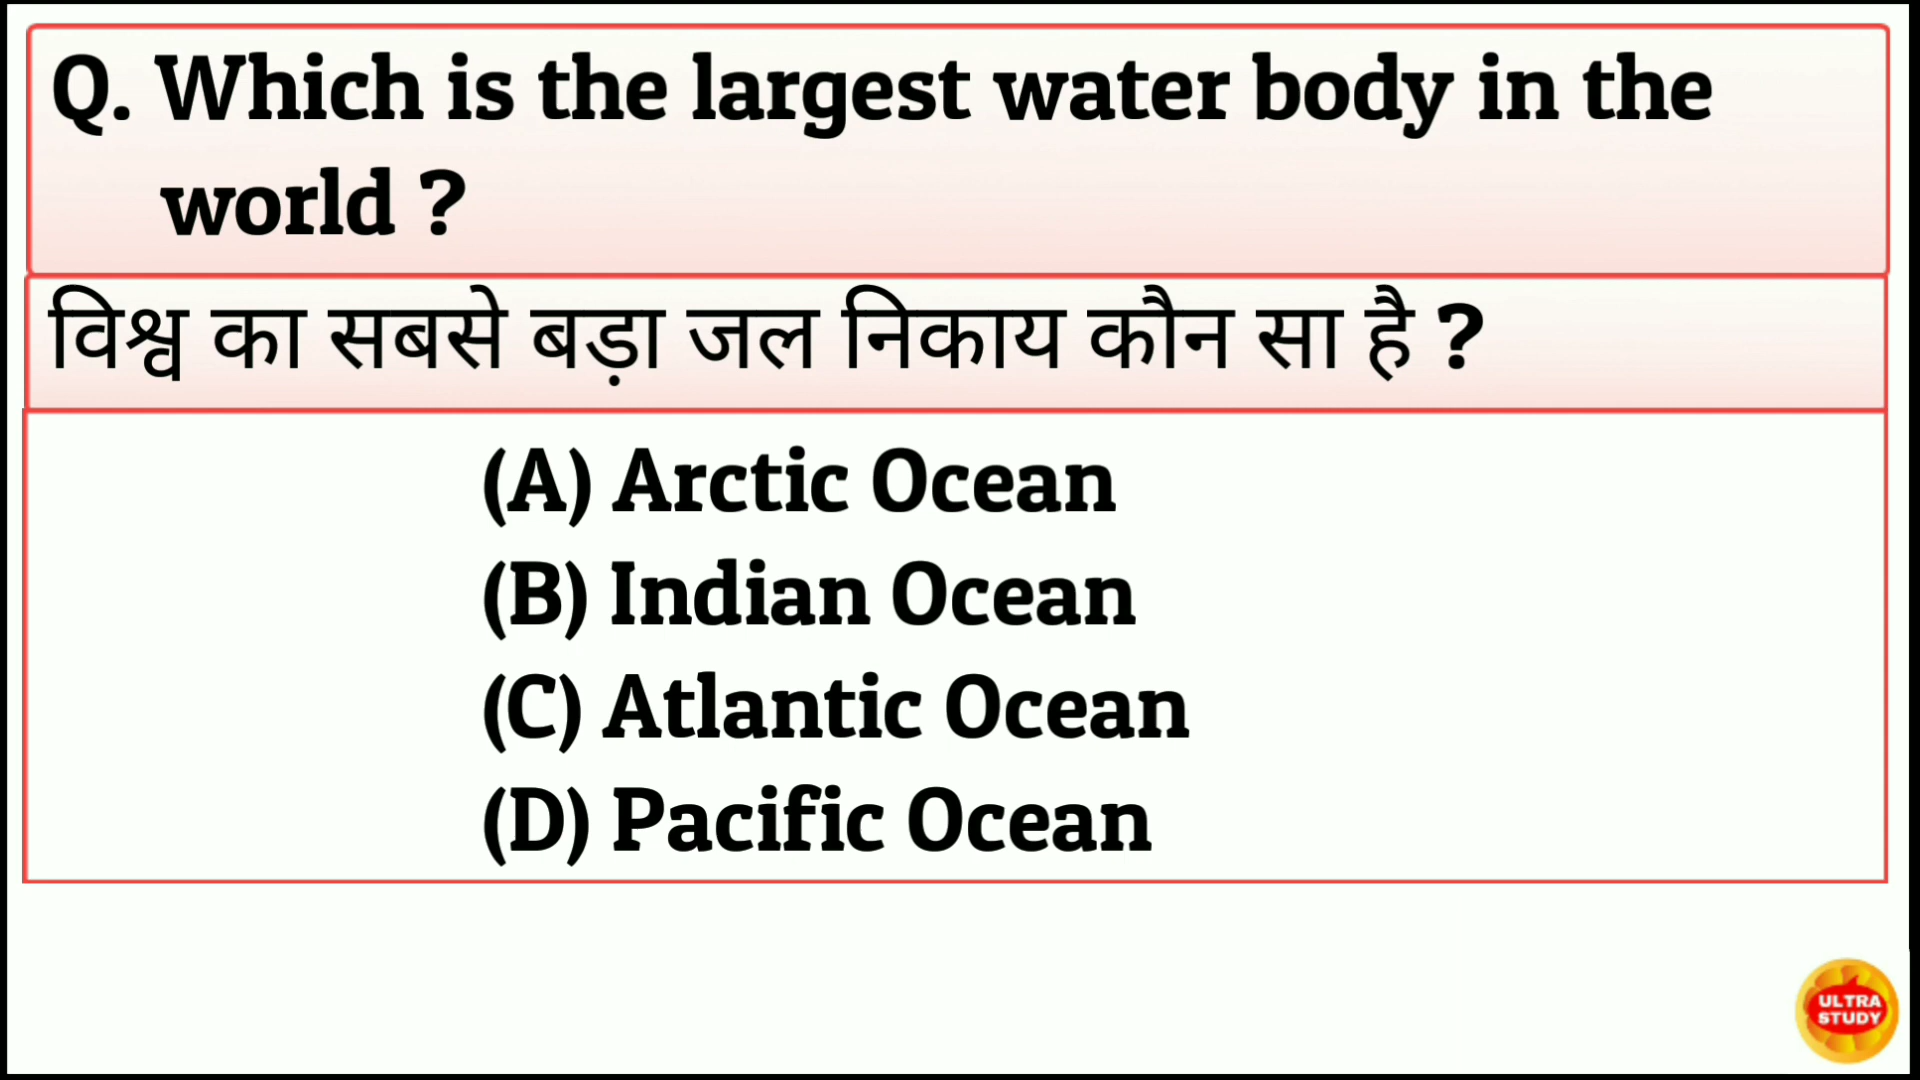 Q. Which is the largest water body in the
world ?
विश्व का सबसे बड़ा जल निकाय कौन सा है ?
(A) Arctic Ocean
(B) Indian Ocean
(C) Atlantic Ocean
(D) Pacific Ocean
ULTRA
STUDY